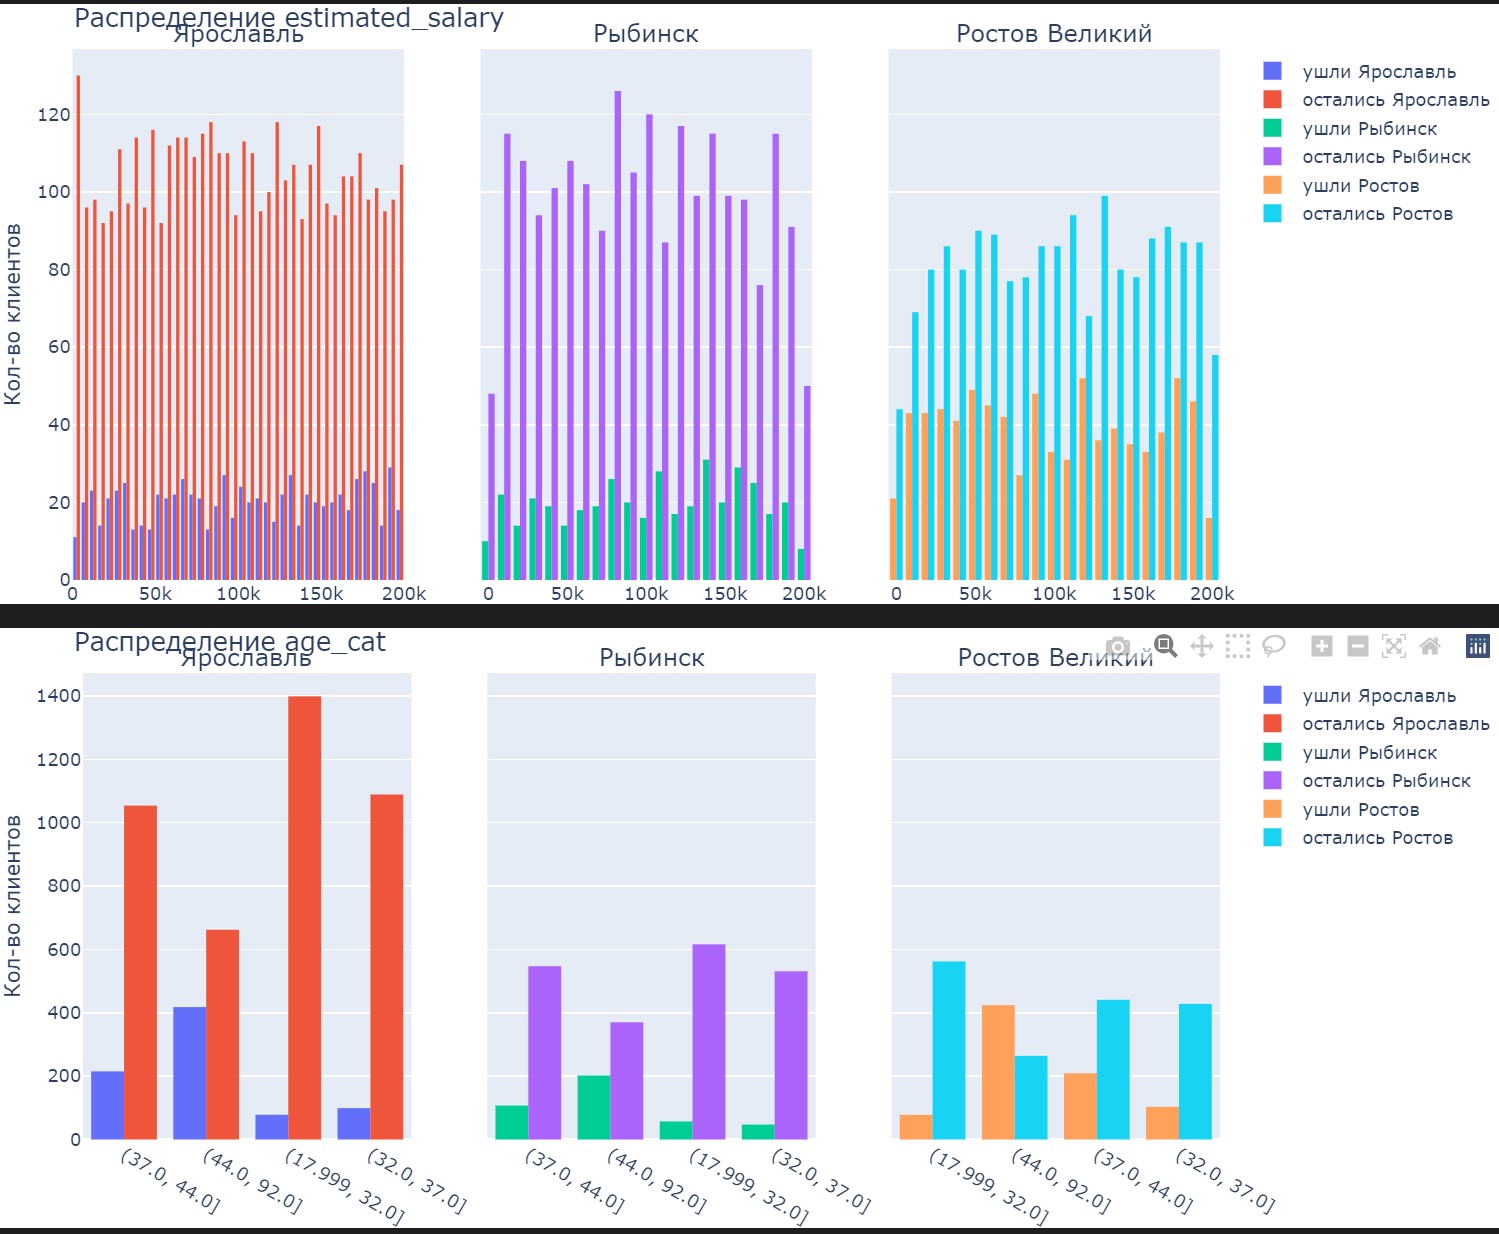 Распределение estimated_salary
Ярославль
Рыбинск
Ростов Великий
Кол-во клиентов
120
100
80
60
40
20
0
0 50k 100k 150k 200k
0 50k 100k 150k 200k
0 50k 100k 150k 200k
ушли Ярославль
остались Ярославль
ушли Рыбинск
остались Рыбинск
ушли Ростов
остались Ростов
Распределение age_cat
Ярославль
Рыбинск
Ростов Великий
Кол-во клиентов
1400
1200
1000
800
600
400
200
0
(37.0, 44.0]
(44.0, 92.0]
(17.999, 32.0]
(32.0, 37.0]
(37.0, 44.0]
(44.0, 92.0]
(17.999, 32.0]
(32.0, 37.0]
(17.999, 32.0]
(44.0, 92.0]
(37.0, 44.0]
(32.0, 37.0]
ушли Ярославль
остались Ярославль
ушли Рыбинск
остались Рыбинск
ушли Ростов
остались Ростов